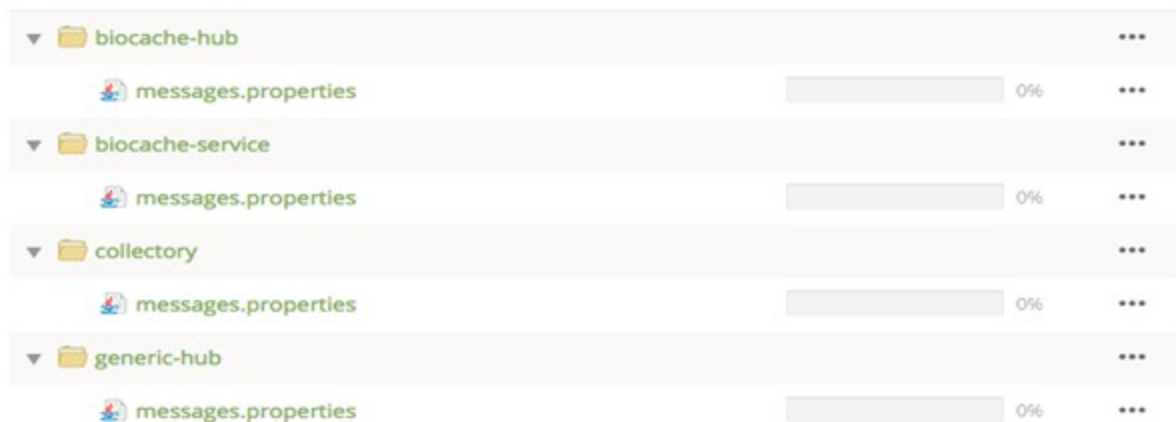 biocache-hub
messages.properties 0%
biocache-service
messages.properties 0%
collectory
messages.properties 0%
generic-hub
messages.properties 0%